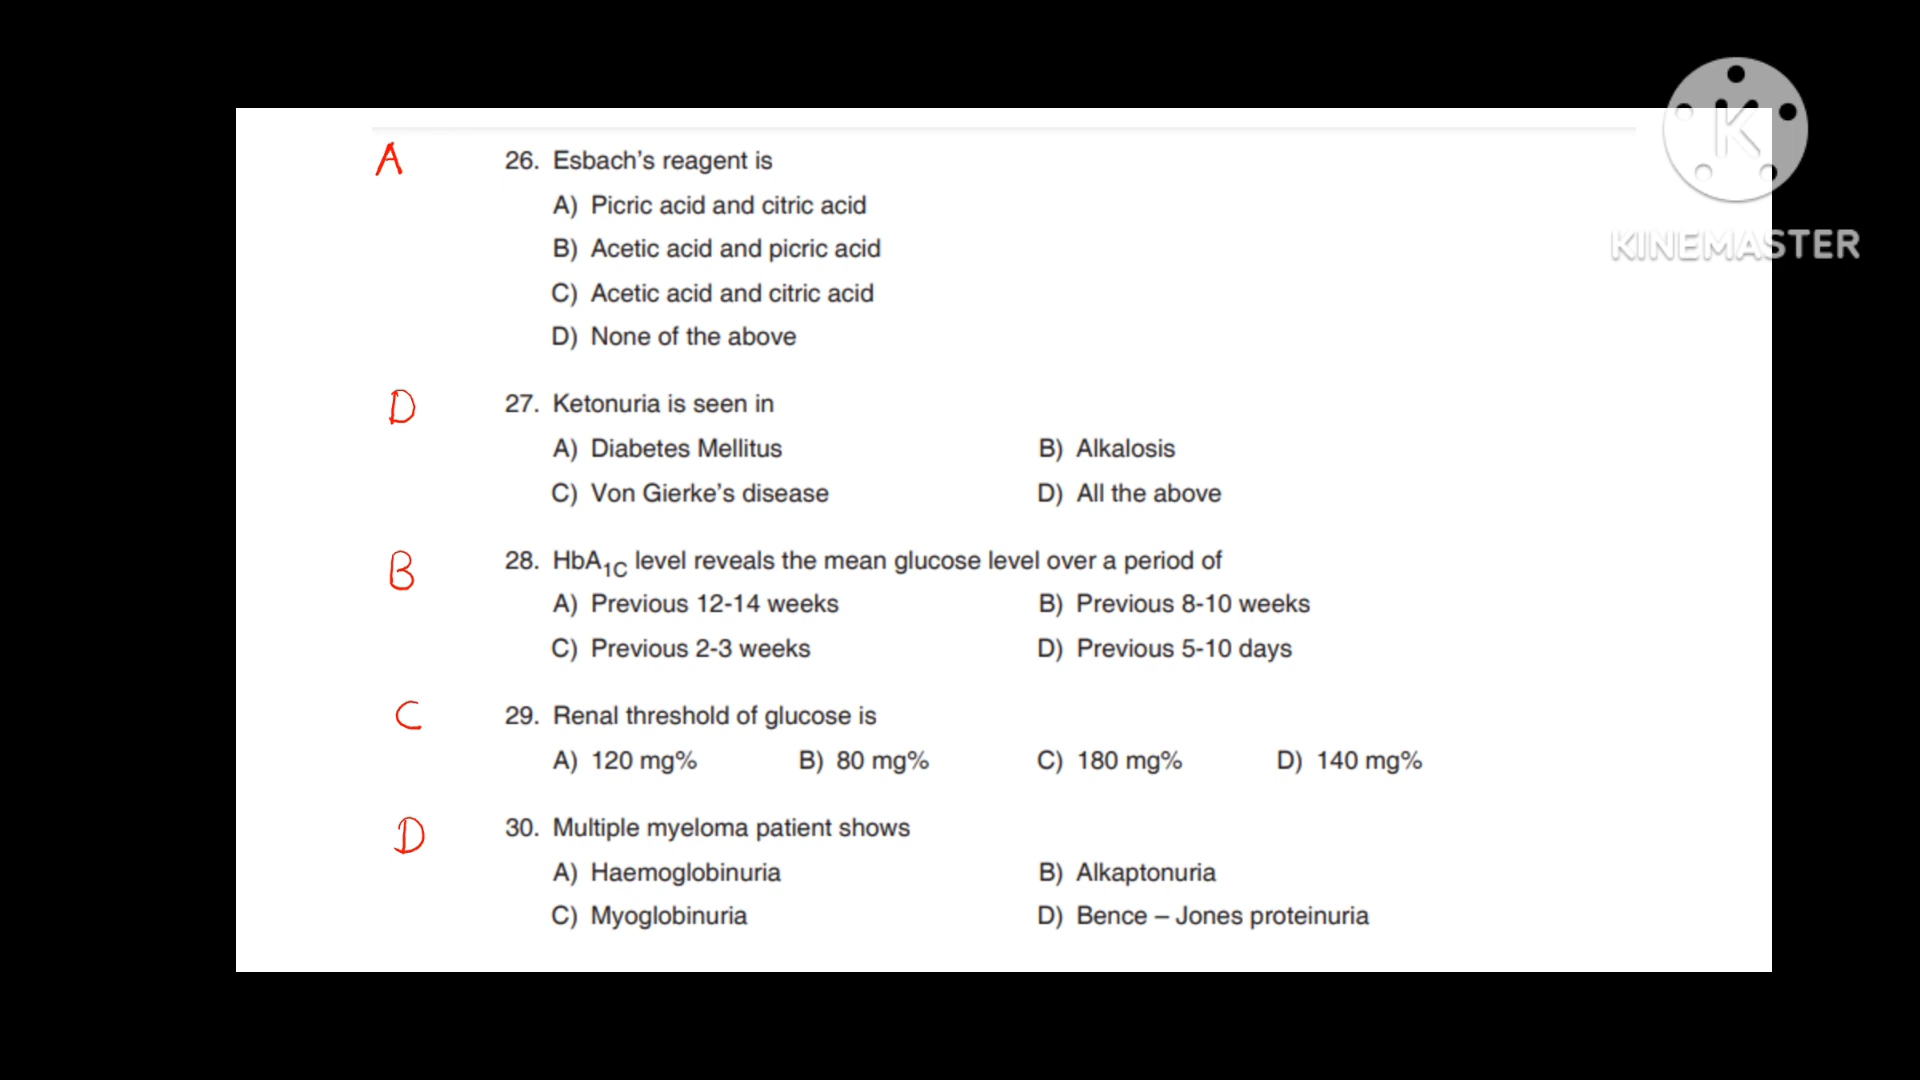 A
26. Esbach's reagent is
A) Picric acid and citric acid
B) Acetic acid and picric acid
C) Acetic acid and citric acid
D) None of the above
D
27. Ketonuria is seen in
A) Diabetes Mellitus B) Alkalosis
C) Von Gierke's disease D) All the above
B
28. HbA1C level reveals the mean glucose level over a period of
A) Previous 12-14 weeks B) Previous 8-10 weeks
C) Previous 2-3 weeks D) Previous 5-10 days
C
29. Renal threshold of glucose is
A) 120 mg% B) 80 mg% C) 180 mg% D) 140 mg%
D
30. Multiple myeloma patient shows
A) Haemoglobinuria B) Alkaptonuria
C) Myoglobinuria D) Bence – Jones proteinuria
K
KINEMASTER